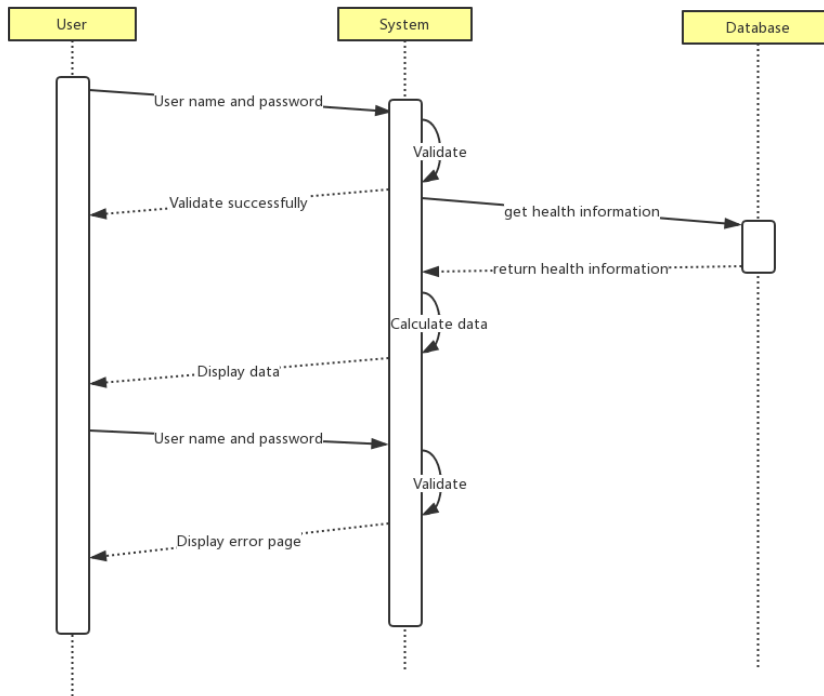 User
System
Database
User name and password
Validate
Validate successfully
get health information
return health information
Calculate data
Display data
User name and password
Validate
Display error page